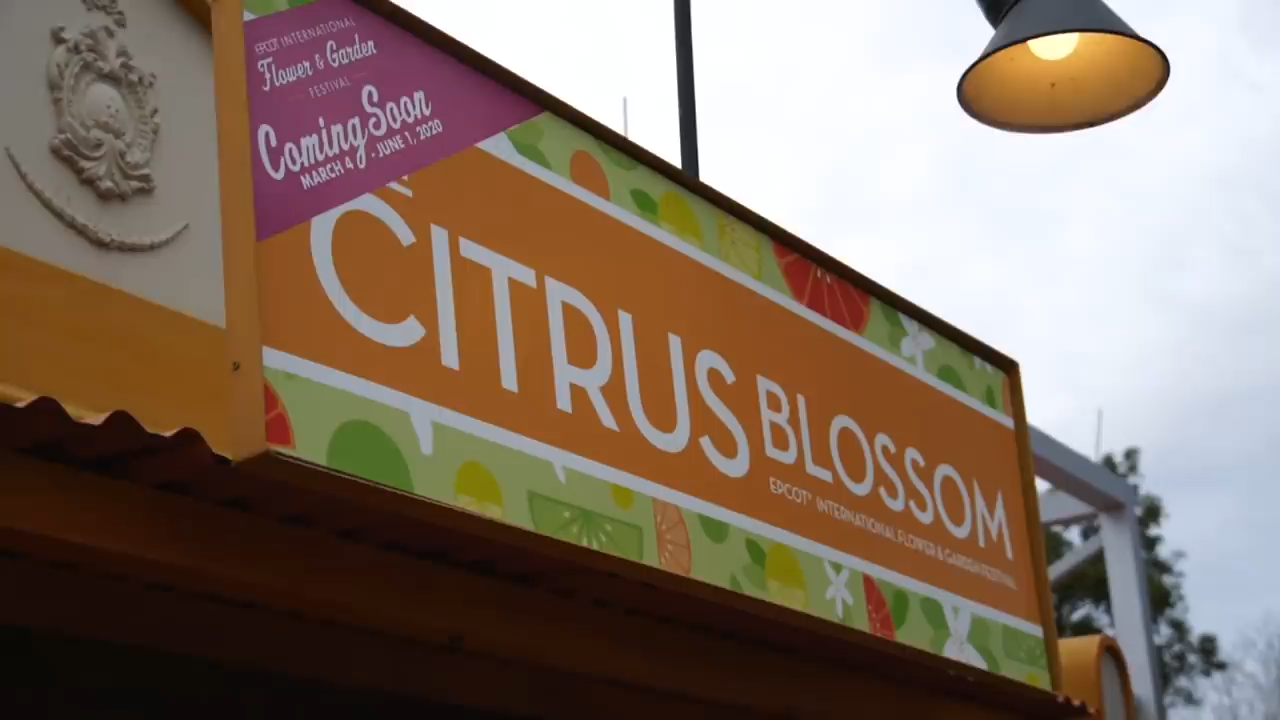 EPCOT INTERNATIONAL
Flower & Garden
FESTIVAL
Coming Soon
MARCH 4 - JUNE 1, 2020
CITRUS BLOSSOM
EPCOT® INTERNATIONAL FLOWER & GARDEN FESTIVAL